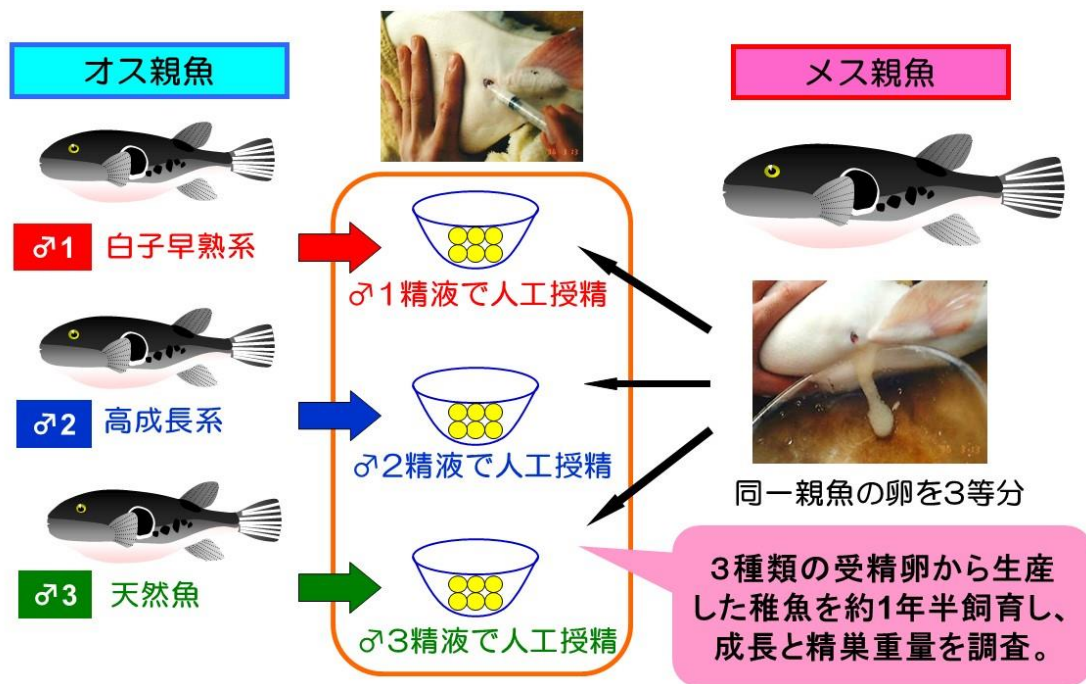 オス親魚
メス親魚
♂1 白子早熟系
♂1精液で人工授精
♂2 高成長系
♂2精液で人工授精
同一親魚の卵を3等分
♂3 天然魚
♂3精液で人工授精
3種類の受精卵から生産
した稚魚を約1年半飼育し、
成長と精巣重量を調査。